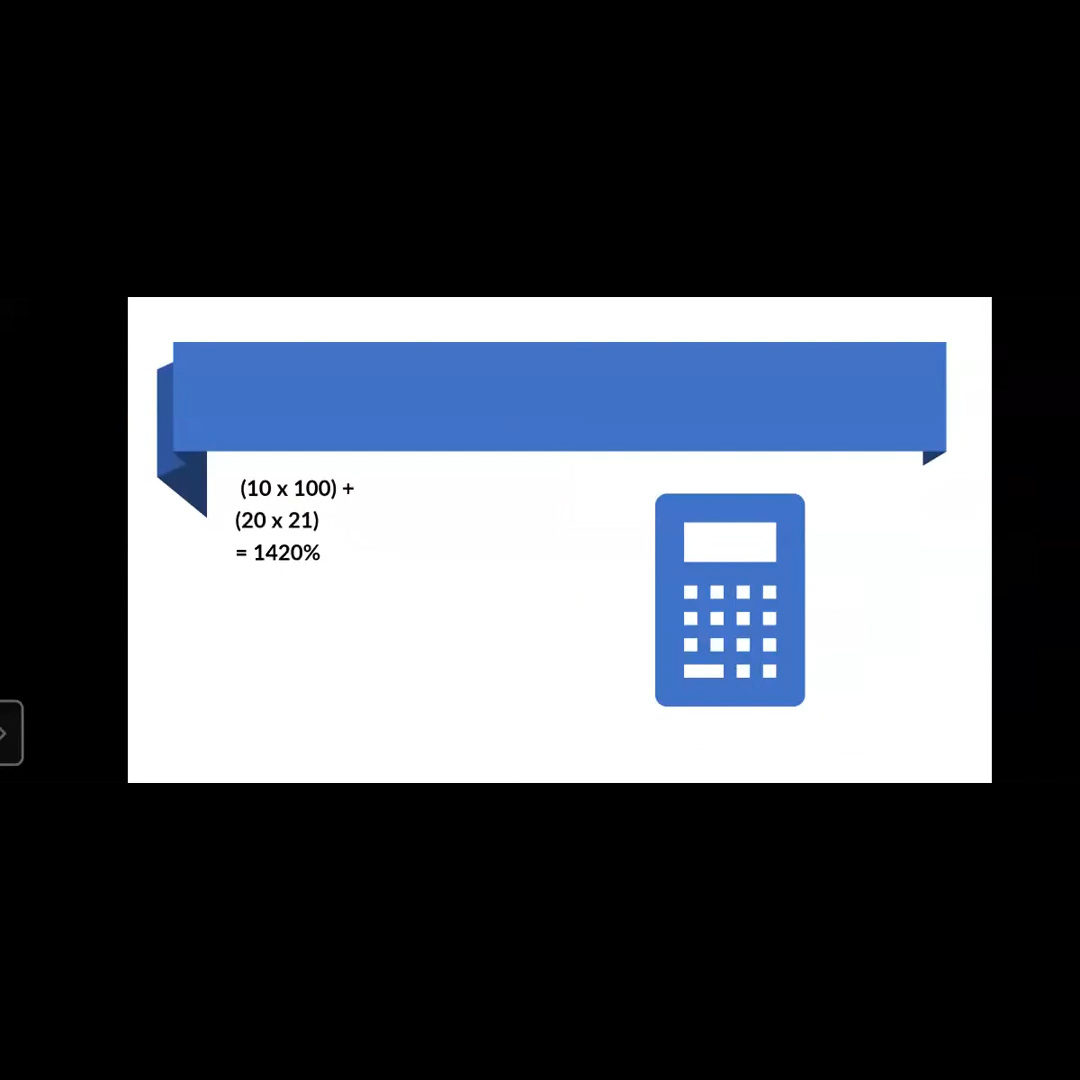 (10 x 100) +
(20 x 21)
= 1420%